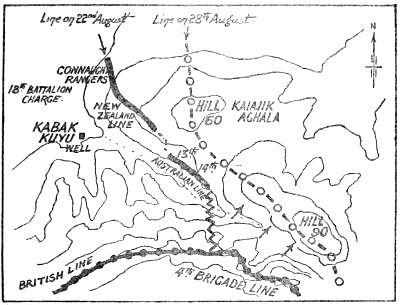 Line on 22nd August
Line on 28th August
N
CONNAUGHT
RANGERS
18TH BATTALION
CHARGE.
NEW
ZEALAND
LINE
HILL
60
KAIAJIK
AGHALA
KABAK
KUYU
WELL
13th
14th
AUSTRALIAN LINE
HILL
90
BRITISH LINE
4TH BRIGADE LINE